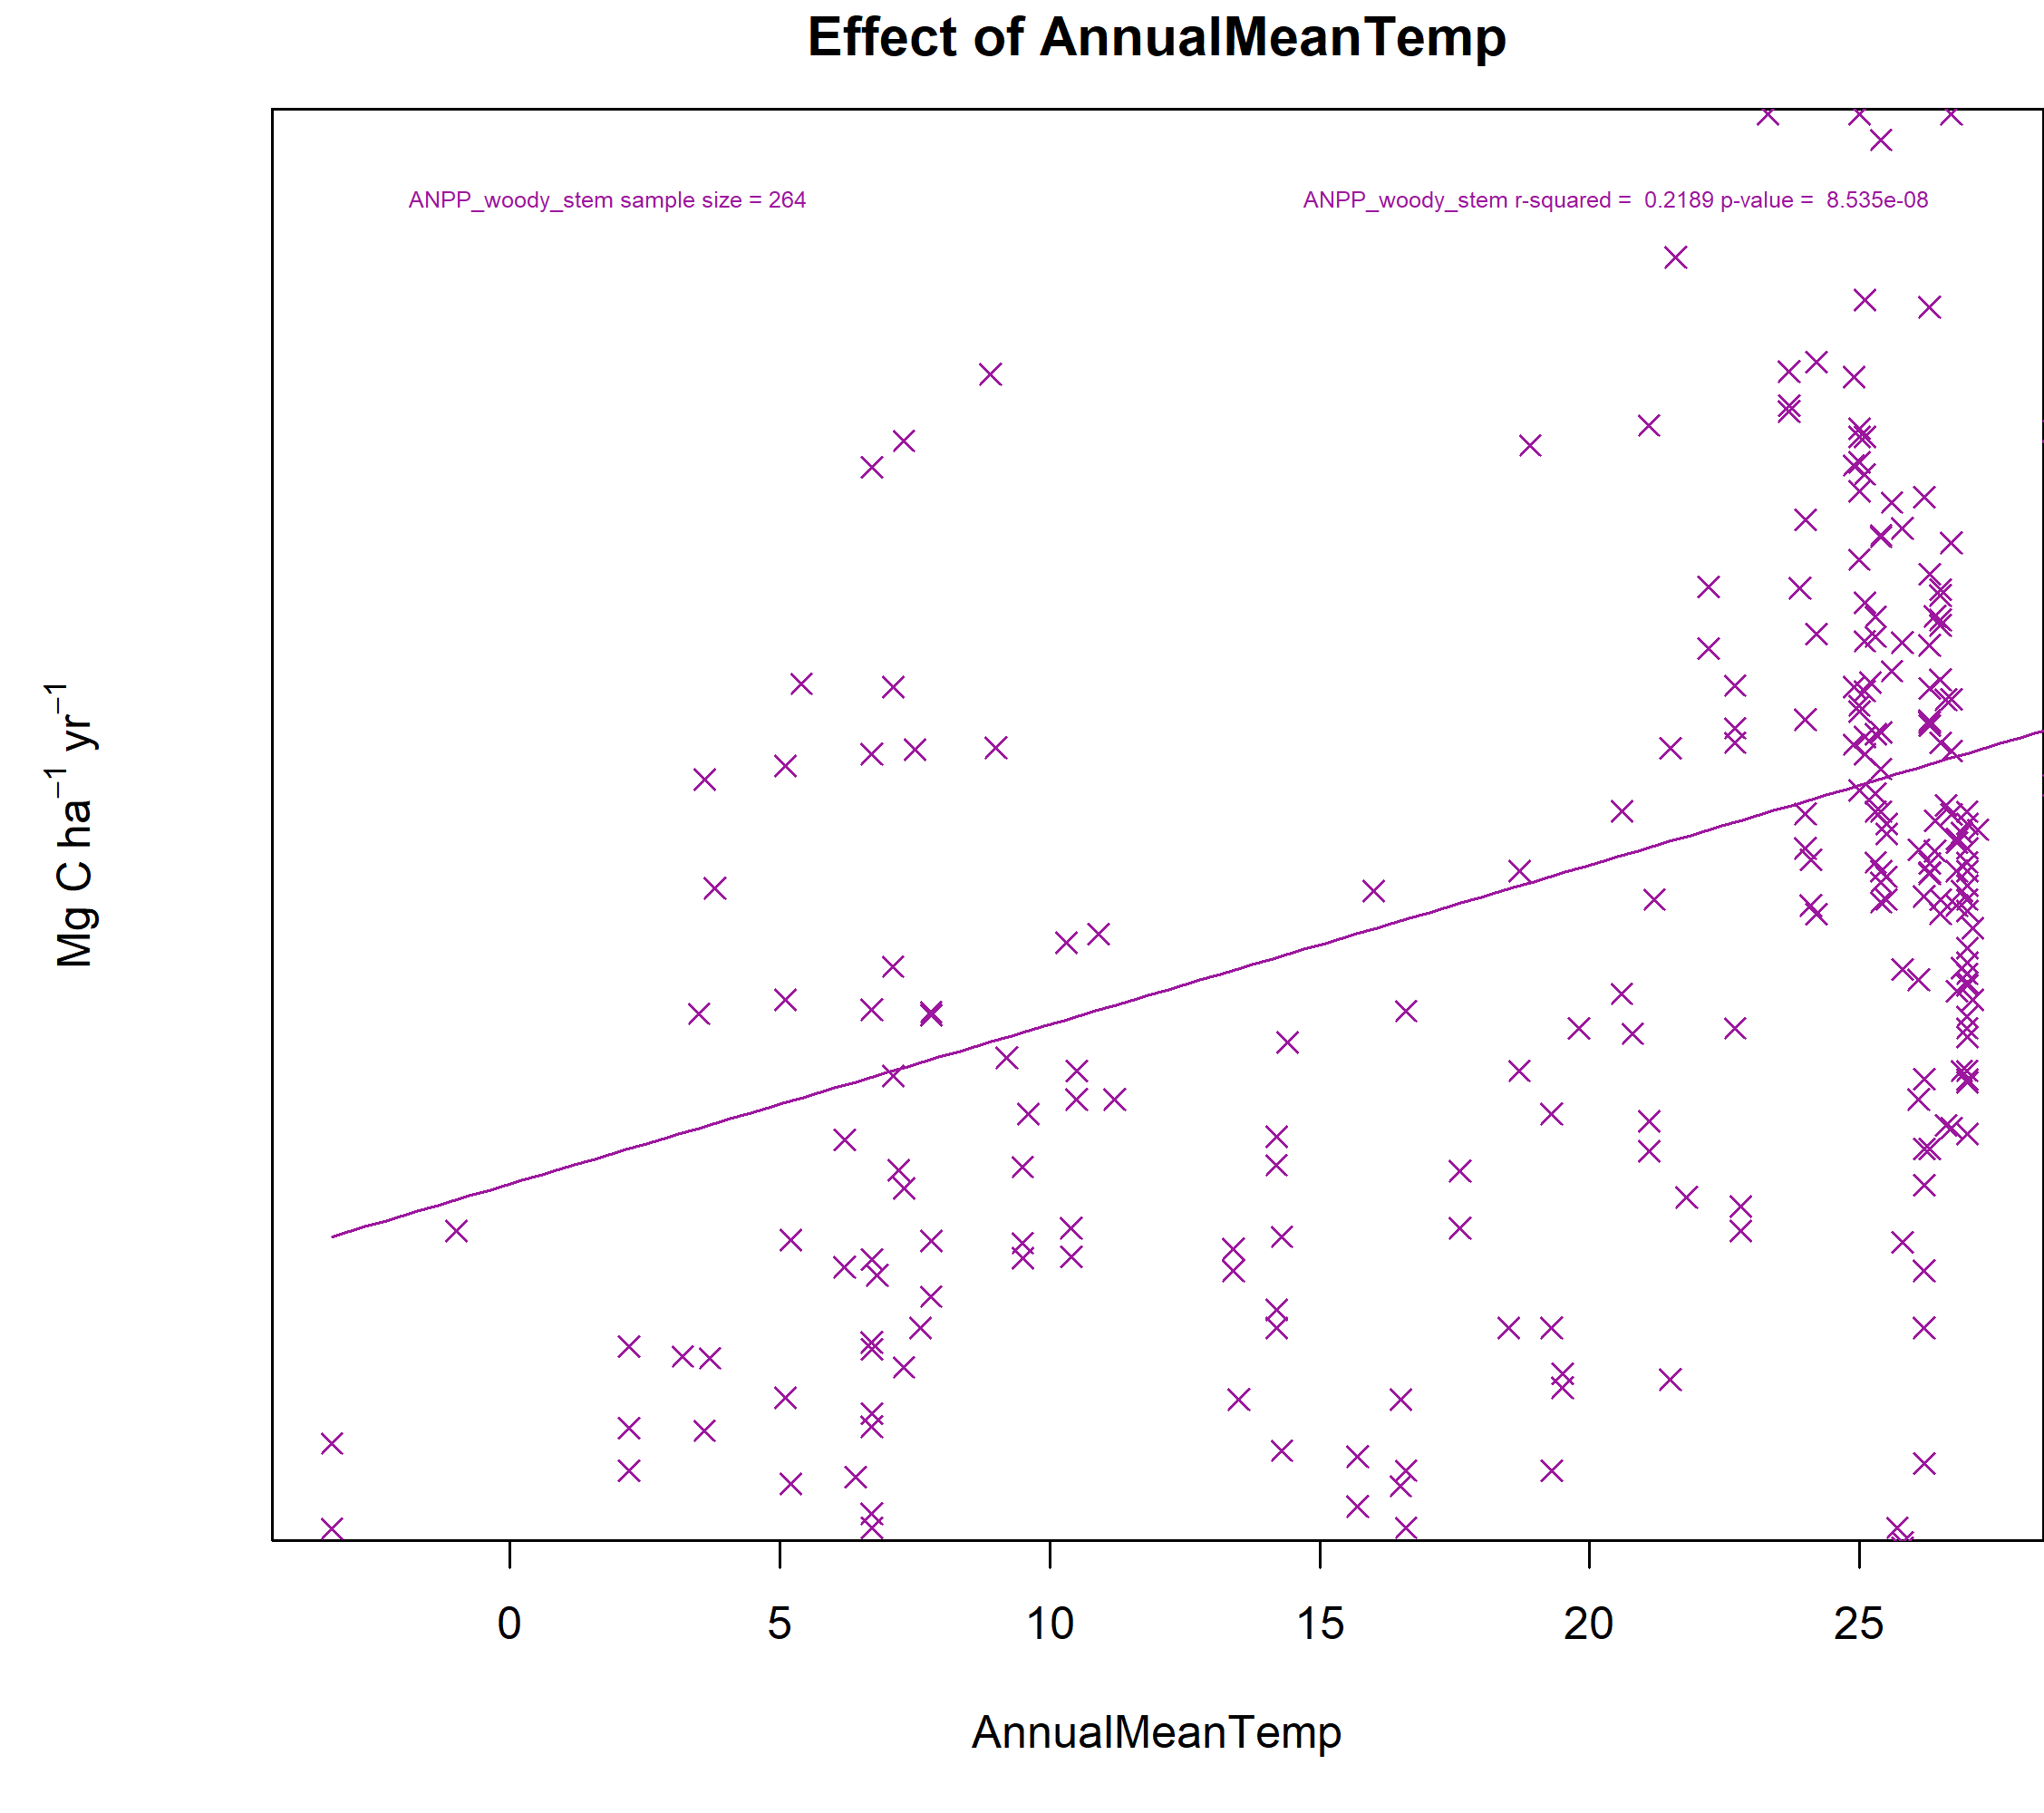 Effect of AnnualMeanTemp
ANPP_woody_stem sample size = 264
ANPP_woody_stem r-squared = 0.2189 p-value = 8.535e-08
Mg C ha⁻¹ yr⁻¹
0 5 10 15 20 25
AnnualMeanTemp